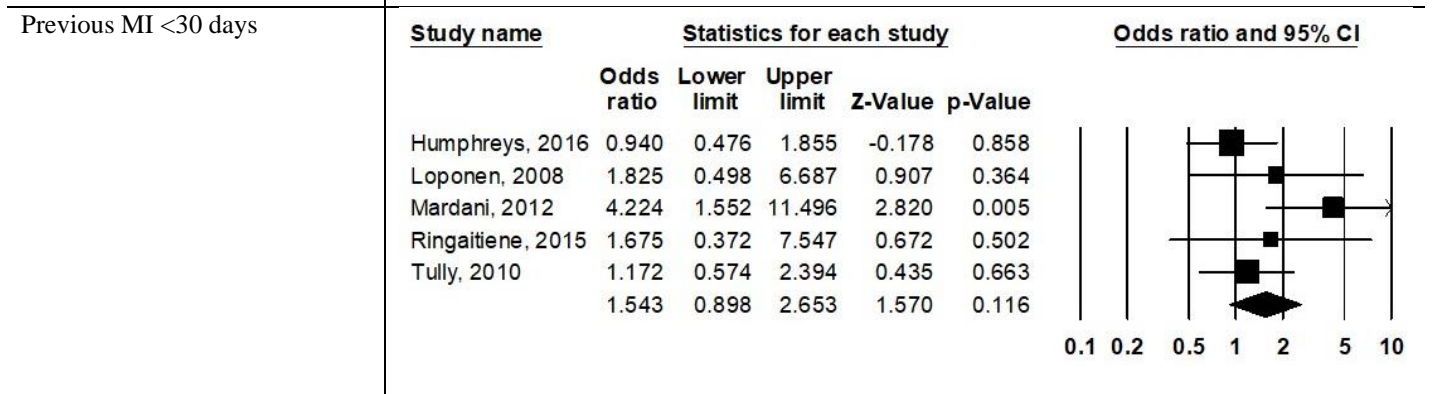 Previous MI <30 days
Study name Statistics for each study Odds ratio and 95% CI
Odds Lower Upper
ratio limit limit Z-Value p-Value
Humphreys, 2016 0.940 0.476 1.855 -0.178 0.858
Loponen, 2008 1.825 0.498 6.687 0.907 0.364
Mardani, 2012 4.224 1.552 11.496 2.820 0.005
Ringaitiene, 2015 1.675 0.372 7.547 0.672 0.502
Tully, 2010 1.172 0.574 2.394 0.435 0.663
1.543 0.898 2.653 1.570 0.116
0.1 0.2 0.5 1 2 5 10